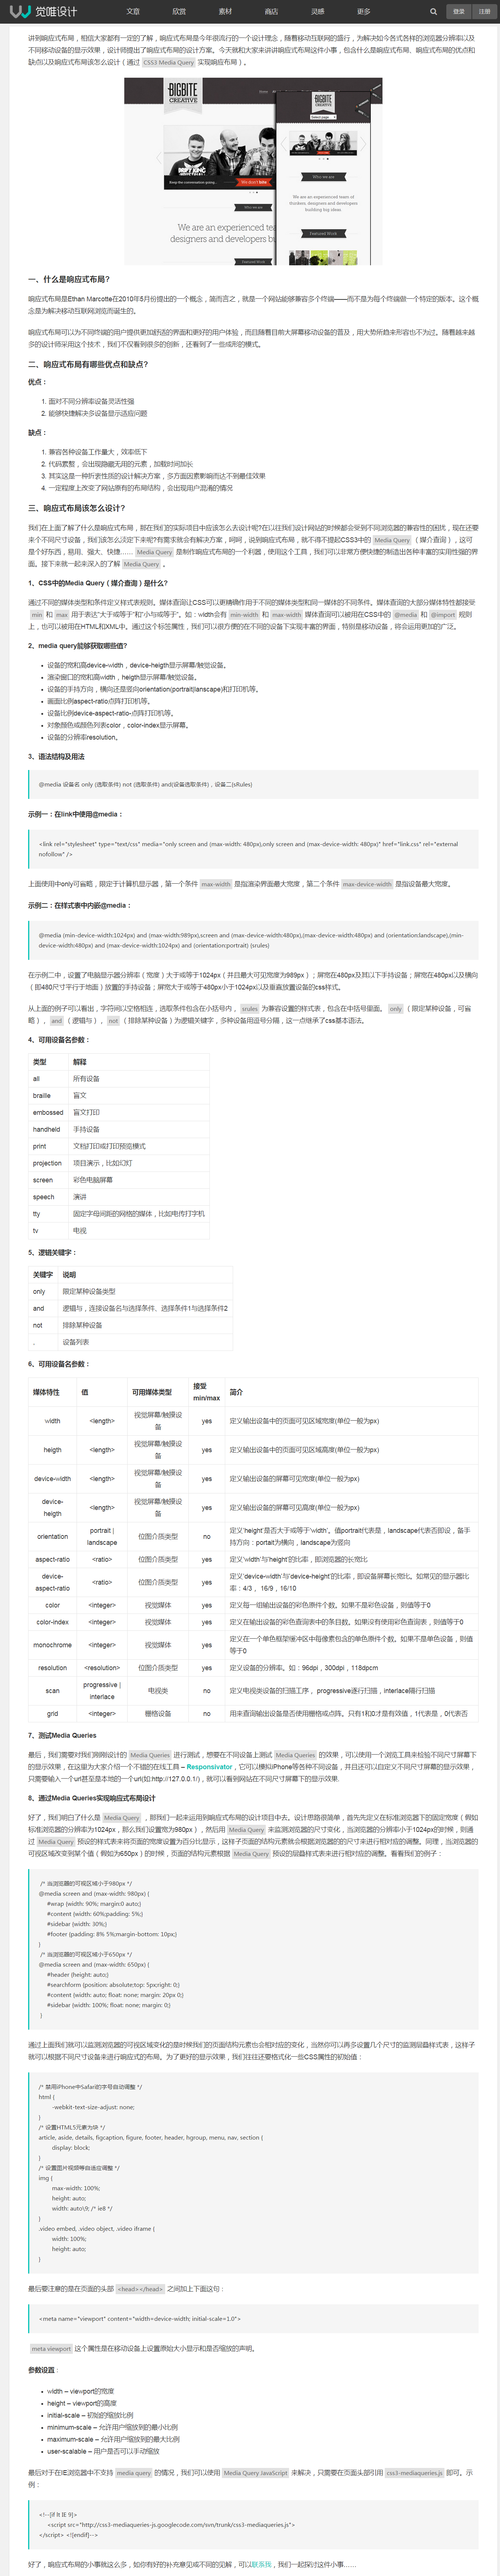 觉唯设计
文章 欣赏 素材 商店 灵感 更多
登录 注册
讲到响应式布局，相信大家都有一定的了解，响应式布局是今年很流行的一个设计理念，随着移动互联网的盛行，为解决如今各式各样的浏览器分辨率以及
不同移动设备的显示效果，设计师提出了响应式布局的设计方案。今天就和大家来讲讲响应式布局这件小事，包含什么是响应式布局、响应式布局的优点和
缺点以及响应式布局该怎么设计（通过 CSS3 Media Query 实现响应布局）。
BIGBITE
CREATIVE
BIGBITE
CREATIVE
Who we are
We are an experienced tea
designers and developers b
We are an experienced team of
thinkers, designers and developers
building big ideas.
Featured Work
Featured Work
一、什么是响应式布局?
响应式布局是Ethan Marcotte在2010年5月份提出的一个概念，简而言之，就是一个网站能够兼容多个终端——而不是为每个终端做一个特定的版本。这个概
念是为解决移动互联网浏览而诞生的。
响应式布局可以为不同终端的用户提供更加舒适的界面和更好的用户体验，而且随着目前大屏幕移动设备的普及，用大势所趋来形容也不为过。随着越来越
多的设计师采用这个技术，我们不仅看到很多的创新，还看到了一些成形的模式。
二、响应式布局有哪些优点和缺点?
优点：
1. 面对不同分辨率设备灵活性强
2. 能够快捷解决多设备显示适应问题
缺点：
1. 兼容各种设备工作量大，效率低下
2. 代码累赘，会出现隐藏无用的元素，加载时间加长
3. 其实这是一种折衷性质的设计解决方案，多方面因素影响而达不到最佳效果
4. 一定程度上改变了网站原有的布局结构，会出现用户混淆的情况
三、响应式布局该怎么设计?
我们在上面了解了什么是响应式布局，那在我们的实际项目中应该怎么去设计呢?在以往我们设计网站的时候都会受到不同浏览器的兼容性的困扰，现在还要
来个不同尺寸设备，我们该怎么淡定下来呢?有需求就会有解决方案，呵呵，说到响应式布局，就不得不提起CSS3中的 Media Query （媒介查询），这可
是个好东西，易用、强大、快捷…… Media Query 是制作响应式布局的一个利器，使用这个工具，我们可以非常方便快捷的制造出各种丰富的实用性强的界
面。接下来就一起来深入的了解 Media Query 。
1、CSS中的Media Query（媒介查询）是什么?
通过不同的媒体类型和条件定义样式表规则。媒体查询让CSS可以更精确作用于不同的媒体类型和同一媒体的不同条件。媒体查询的大部分媒体特性都接受
min 和 max 用于表达"大于或等于"和"小与或等于"。如：width会有 min-width 和 max-width 媒体查询可以被用在CSS中的 @media 和 @import 规则
上，也可以被用在HTML和XML中。通过这个标签属性，我们可以很方便的在不同的设备下实现丰富的界面，特别是移动设备，将会运用更加的广泛。
2、media query能够获取哪些值?
设备的宽和高device-width，device-heigth显示屏幕/触觉设备。
渲染窗口的宽和高width，heigth显示屏幕/触觉设备。
设备的手持方向，横向还是竖向orientation(portrait|lanscape)和打印机等。
画面比例aspect-ratio点阵打印机等。
设备比例device-aspect-ratio-点阵打印机等。
对象颜色或颜色列表color，color-index显示屏幕。
设备的分辨率resolution。
3、语法结构及用法
@media 设备名 only (选取条件) not (选取条件) and(设备选取条件)，设备二{sRules}
示例一：在link中使用@media：
<link rel="stylesheet" type="text/css" media="only screen and (max-width: 480px),only screen and (max-device-width: 480px)" href="link.css" rel="external
nofollow" />
上面使用中only可省略，限定于计算机显示器，第一个条件 max-width 是指渲染界面最大宽度，第二个条件 max-device-width 是指设备最大宽度。
示例二：在样式表中内嵌@media：
@media (min-device-width:1024px) and (max-width:989px),screen and (max-device-width:480px),(max-device-width:480px) and (orientation:landscape),(min-
device-width:480px) and (max-device-width:1024px) and (orientation:portrait) {rules}
在示例二中，设置了电脑显示器分辨率（宽度）大于或等于1024px（并且最大可见宽度为989px）；屏宽在480px及其以下手持设备；屏宽在480px以及横向
（即480尺寸平行于地面）放置的手持设备；屏宽大于或等于480px小于1024px以及垂直放置设备的css样式。
从上面的例子可以看出，字符间以空格相连，选取条件包含在小括号内， srules 为兼容设置的样式表，包含在中括号里面。 only （限定某种设备，可省
略）， and （逻辑与）， not （排除某种设备）为逻辑关键字，多种设备用逗号分隔，这一点继承了css基本语法。
4、可用设备名参数：
类型 解释
all 所有设备
braille 盲文
embossed 盲文打印
handheld 手持设备
print 文档打印或打印预览模式
projection 项目演示，比如幻灯
screen 彩色电脑屏幕
speech 演讲
tty 固定字母间距的网格的媒体，比如电传打字机
tv 电视
5、逻辑关键字：
关键字 说明
only 限定某种设备类型
and 逻辑与，连接设备名与选择条件、选择条件1与选择条件2
not 排除某种设备
, 设备列表
6、可用设备名参数：
媒体特性 值 可用媒体类型 接受min/max 简介
width <length> 视觉屏幕/触摸设备 yes 定义输出设备中的页面可见区域宽度(单位一般为px)
heigth <length> 视觉屏幕/触摸设备 yes 定义输出设备中的页面可见区域高度(单位一般为px)
device-width <length> 视觉屏幕/触摸设备 yes 定义输出设备的屏幕可见宽度(单位一般为px)
device-heigth <length> 视觉屏幕/触摸设备 yes 定义输出设备的屏幕可见高度(单位一般为px)
orientation portrait | landscape 位图介质类型 no 定义'height'是否大于或等于'width'。值portrait代表是，landscape代表否即设，备手持方向：portait为横向，landscape为竖向
aspect-ratio <ratio> 位图介质类型 yes 定义'width'与'height'的比率，即浏览器的长宽比
device-aspect-ratio <ratio> 位图介质类型 yes 定义'device-width'与'device-height'的比率，即设备屏幕长宽比。如常见的显示器比率：4/3，16/9，16/10
color <integer> 视觉媒体 yes 定义每一组输出设备的彩色原件个数。如果不是彩色设备，则值等于0
color-index <integer> 视觉媒体 yes 定义在输出设备的彩色查询表中的条目数。如果没有使用彩色查询表，则值等于0
monochrome <integer> 视觉媒体 yes 定义在一个单色框架缓冲区中每像素包含的单色原件个数。如果不是单色设备，则值等于0
resolution <resolution> 位图介质类型 yes 定义设备的分辨率。如：96dpi，300dpi，118dpcm
scan progressive | interlace 电视类 no 定义电视类设备的扫描工序， progressive逐行扫描，interlace隔行扫描
grid <integer> 栅格设备 no 用来查询输出设备是否使用栅格或点阵。只有1和0才是有效值，1代表是，0代表否
7、测试Media Queries
最后，我们需要对我们刚刚设计的 Media Queries 进行测试，想要在不同设备上测试 Media Queries 的效果，可以使用一个浏览工具来检验不同尺寸屏幕下
的显示效果，在这里为大家介绍一个不错的在线工具 – Responsivator，它可以模拟iPhone等各种不同设备，并且还可以自定义不同尺寸屏幕的显示效果，
只需要输入一个url甚至是本地的一个url(如:http://127.0.0.1/)，就可以看到网站在不同尺寸屏幕下的显示效果.
8、通过Media Queries实现响应式布局设计
好了，我们明白了什么是 Media Query ，那我们一起来运用到响应式布局的设计项目中去。设计思路很简单，首先先定义在标准浏览器下的固定宽度（假如
标准浏览器的分辨率为1024px，那么我们设置宽为980px），然后用 Media Query 来监测浏览器的尺寸变化，当浏览器的分辨率小于1024px的时候，则通
过 Media Query 预设的样式表来将页面的宽度设置为百分比显示，这样子页面的结构元素就会根据浏览器的的尺寸来进行相对应的调整。同理，当浏览器的
可视区域改变到某个值（假如为650px）的时候，页面的结构元素根据 Media Query 预设的层叠样式表来进行相对应的调整。看看我们的例子：
/* 当浏览器的可视区域小于980px */
@media screen and (max-width: 980px) {
#wrap {width: 90%; margin:0 auto;}
#content {width: 60%;padding: 5%;}
#sidebar {width: 30%;}
#footer {padding: 8% 5%;margin-bottom: 10px;}
}
/* 当浏览器的可视区域小于650px */
@media screen and (max-width: 650px) {
#header {height: auto;}
#searchform {position: absolute;top: 5px;right: 0;}
#content {width: auto; float: none; margin: 20px 0;}
#sidebar {width: 100%; float: none; margin: 0;}
}
通过上面我们就可以监测浏览器的可视区域变化的是时候我们的页面结构元素也会相对应的变化，当然你可以再多设置几个尺寸的监测层叠样式表，这样子
就可以根据不同尺寸设备来进行响应式的布局。为了更好的显示效果，我们往往还要格式化一些CSS属性的初始值：
/* 禁用iPhone中Safari的字号自动调整 */
html {
-webkit-text-size-adjust: none;
}
/* 设置HTML5元素为块 */
article, aside, details, figcaption, figure, footer, header, hgroup, menu, nav, section {
display: block;
}
/* 设置图片视频等自适应调整 */
img {
max-width: 100%;
height: auto;
width: auto\9; /* ie8 */
}
.video embed, .video object, .video iframe {
width: 100%;
height: auto;
}
最后要注意的是在页面的头部 <head></head> 之间加上下面这句：
<meta name="viewport" content="width=device-width; initial-scale=1.0">
meta viewport 这个属性是在移动设备上设置原始大小显示和是否缩放的声明。
参数设置：
width – viewport的宽度
height – viewport的高度
initial-scale – 初始的缩放比例
minimum-scale – 允许用户缩放到的最小比例
maximum-scale – 允许用户缩放到的最大比例
user-scalable – 用户是否可以手动缩放
最后对于在IE浏览器中不支持 media query 的情况，我们可以使用 Media Query JavaScript 来解决，只需要在页面头部引用 css3-mediaqueries.js 即可。示
例：
<!--[if lt IE 9]>
<script src="http://css3-mediaqueries-js.googlecode.com/svn/trunk/css3-mediaqueries.js">
</script> <![endif]-->
好了，响应式布局的小事就这么多，如你有好的补充意见或不同的见解，可以联系我，我们一起探讨这件小事……